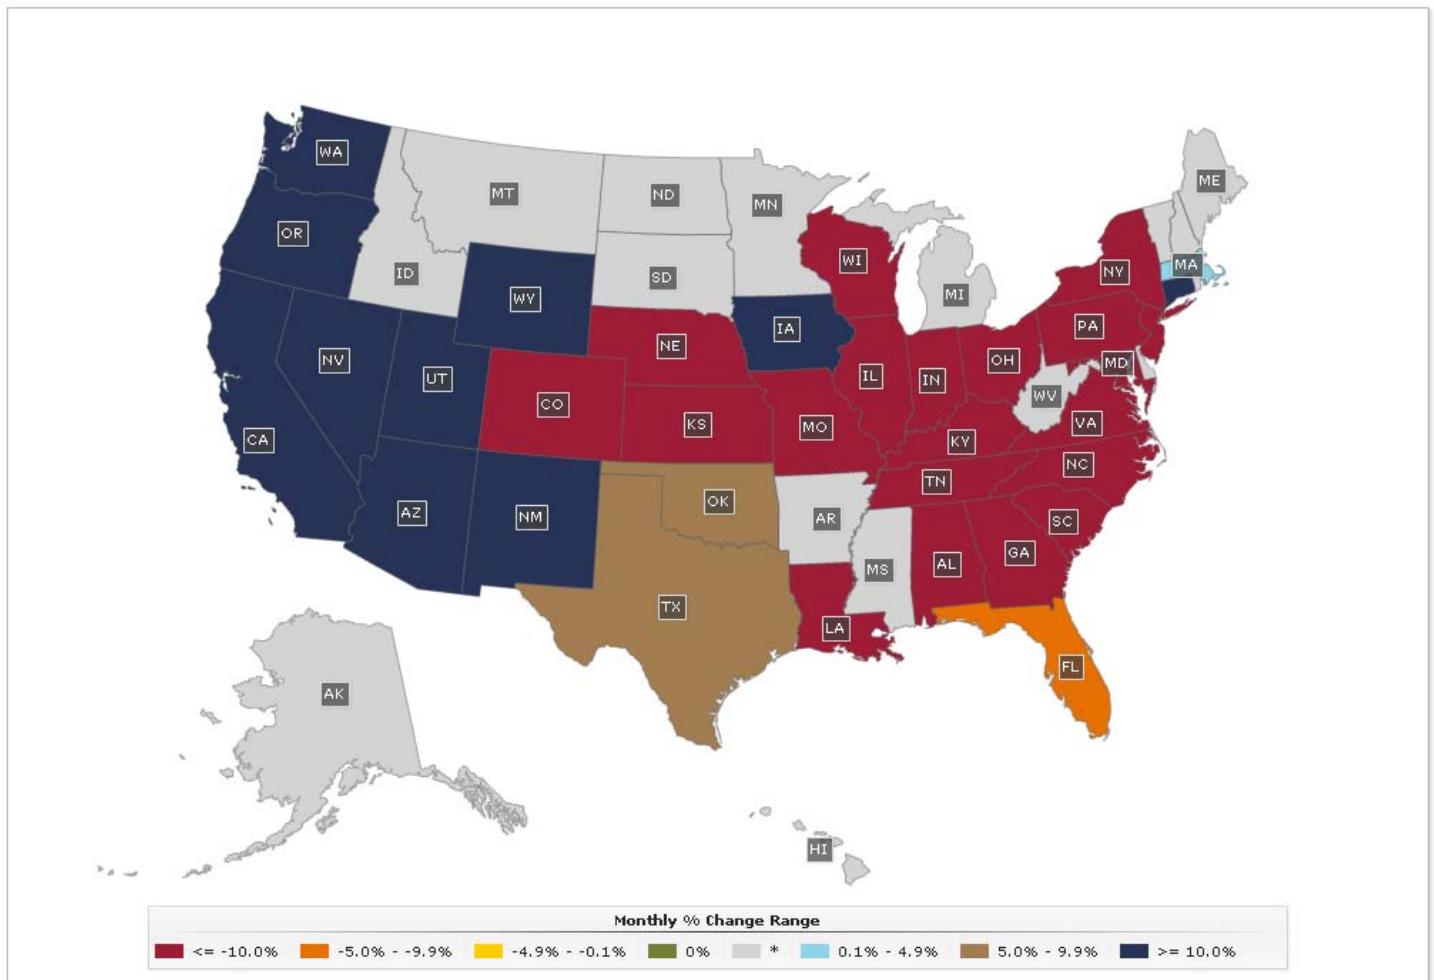 WA
MT
ND
MN
ME
OR
ID
SD
WI
MI
MA
NY
WY
IA
NE
PA
NV
UT
CO
KS
MO
IL
IN
OH
MD
WV
VA
CA
KY
NC
TN
AZ
NM
OK
AR
SC
GA
MS
AL
TX
LA
FL
AK
HI
Monthly % Change Range
<= -10.0% -5.0% - -9.9% -4.9% - -0.1% 0% * 0.1% - 4.9% 5.0% - 9.9% >= 10.0%